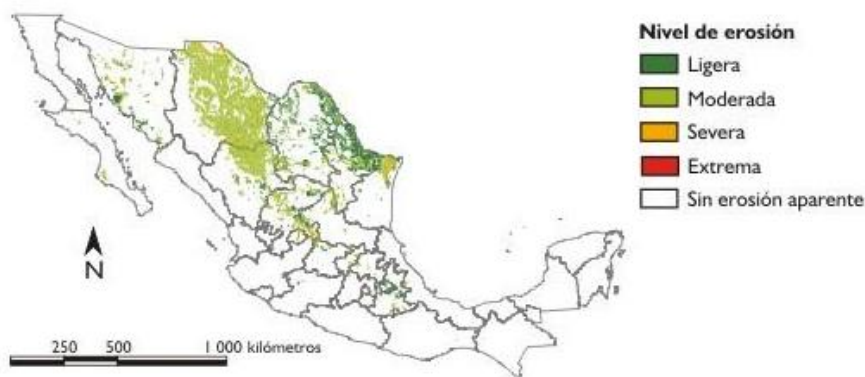 Nivel de erosión
Ligera
Moderada
Severa
Extrema
Sin erosión aparente
N
250 500 1 000 kilómetros